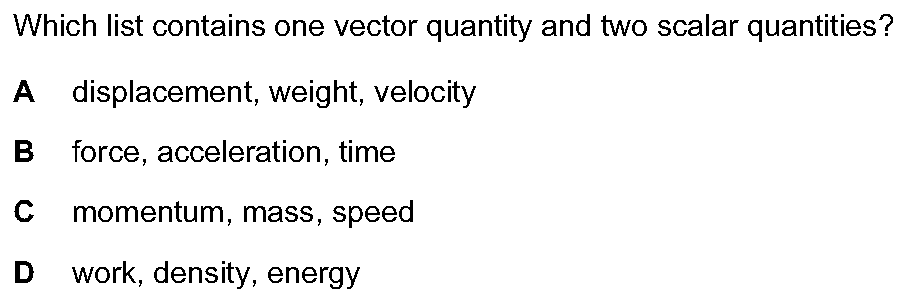 Which list contains one vector quantity and two scalar quantities?
A displacement, weight, velocity
B force, acceleration, time
C momentum, mass, speed
D work, density, energy